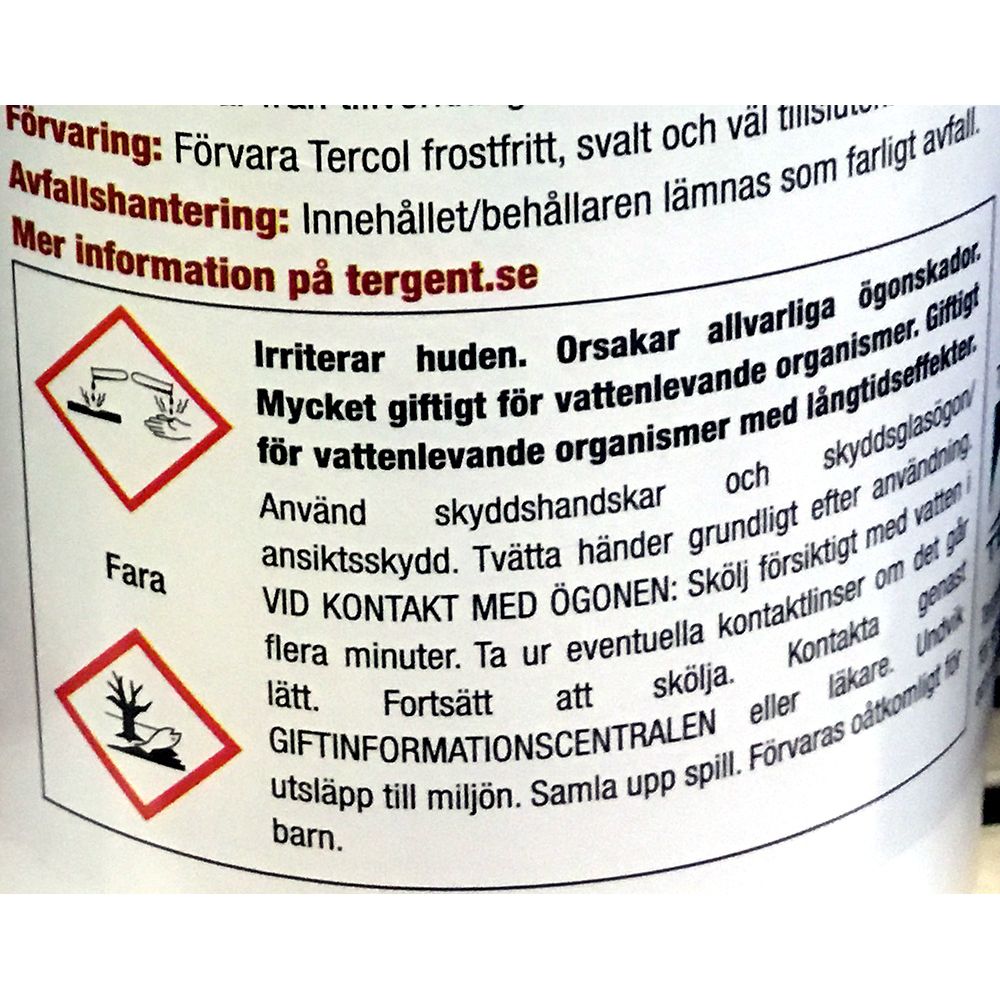 Förvaring: Förvara Tercol frostfritt, svalt och väl
Avfallshantering: Innehållet/behållaren lämnas som farligt avfall.
Mer information på tergent.se
Irriterar huden. Orsakar allvarliga ögonskador.
Mycket giftigt för vattenlevande organismer. Giftigt
för vattenlevande organismer med långtidseffekter.
Använd skyddshandskar och skyddsglasögon/
ansiktsskydd. Tvätta händer grundligt efter användning.
VID KONTAKT MED ÖGONEN: Skölj försiktigt med vatten i
flera minuter. Ta ur eventuella kontaktlinser om det går
lätt. Fortsätt att skölja. Kontakta genast
GIFTINFORMATIONSCENTRALEN eller läkare. Undvik
utsläpp till miljön. Samla upp spill. Förvaras oåtkomligt för
barn.
Fara